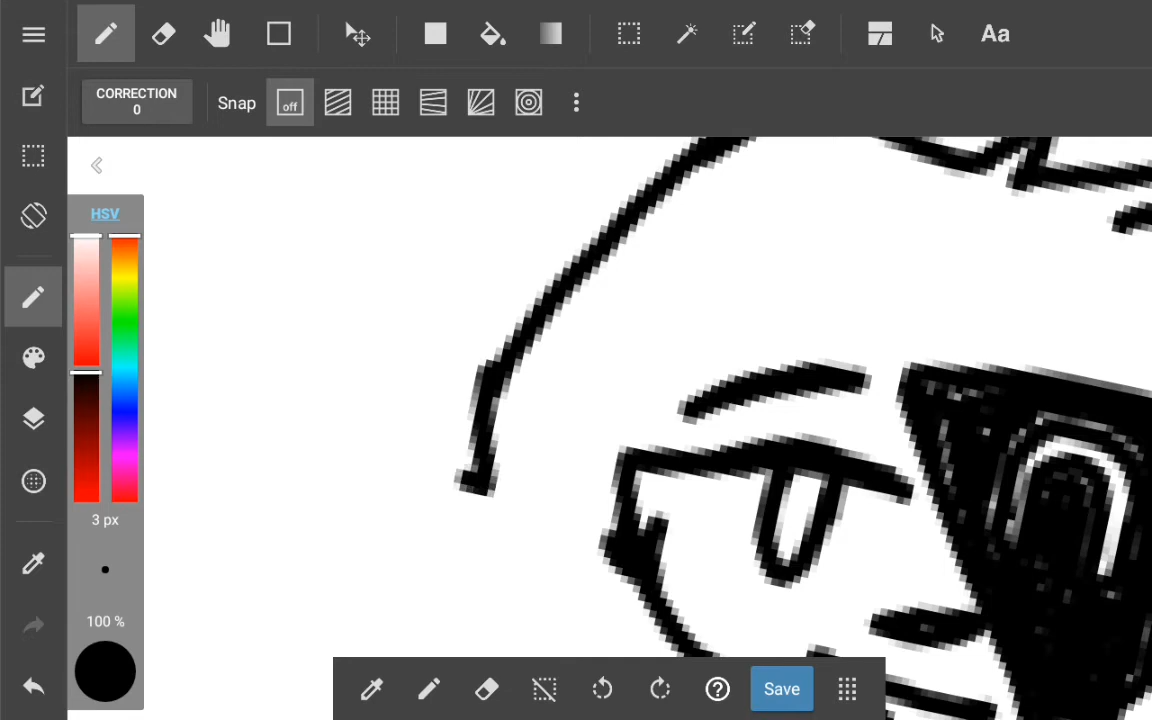 Aa
CORRECTION
0
Snap
off
HSV
3 px
100 %
Save